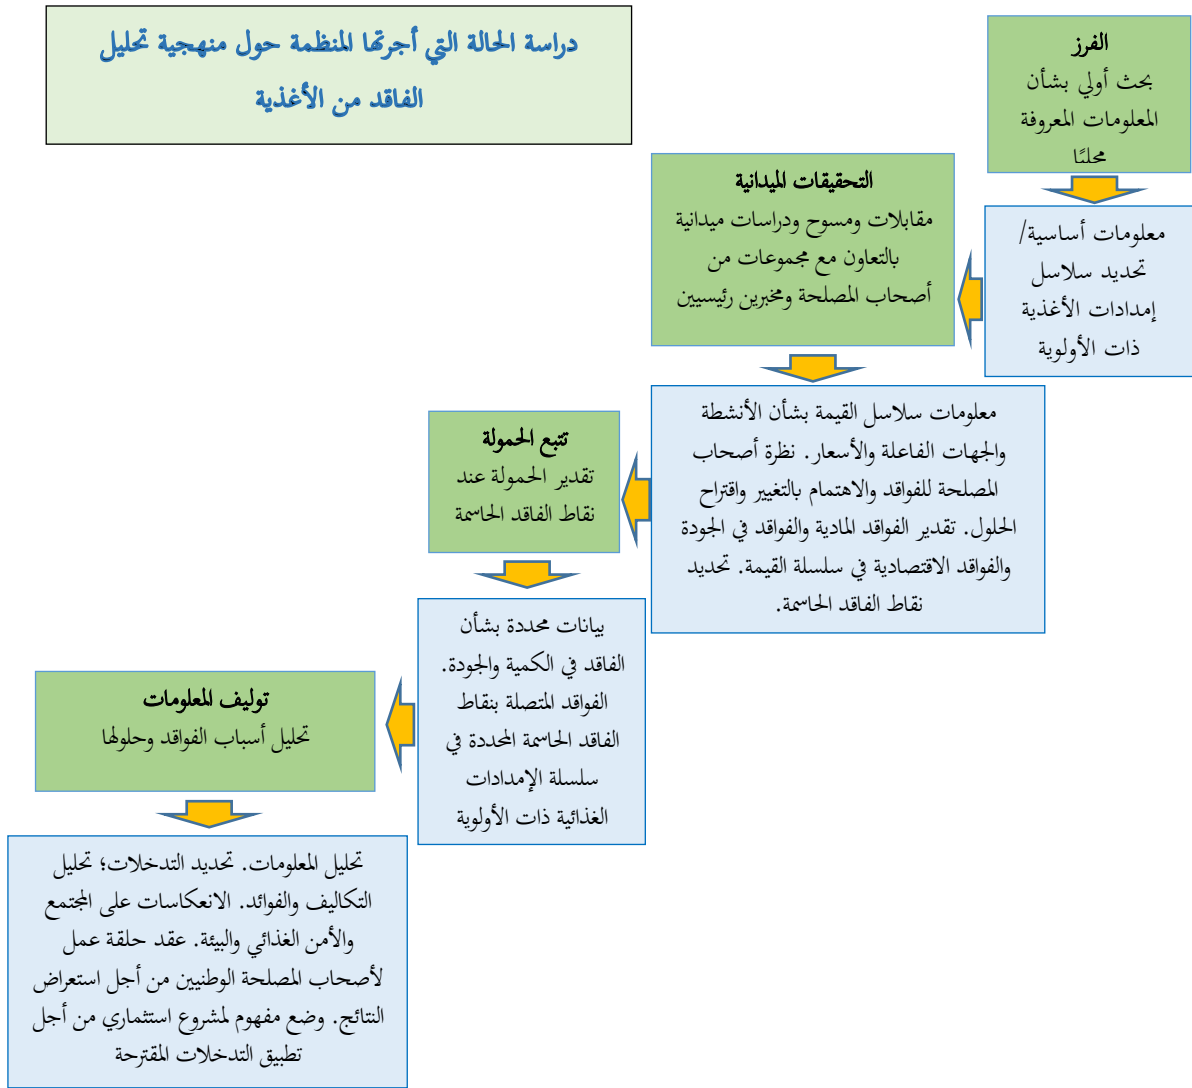 دراسة الحالة التي أجرتها المنظمة حول منهجية تحليل
الفاقد من الأغذية
الفرز
بحث أولي بشأن
المعلومات المعروفة
محليًا
معلومات أساسية/
تحديد سلاسل
إمدادات الأغذية
ذات الأولوية
التحقيقات الميدانية
مقابلات ومسوح ودراسات ميدانية
بالتعاون مع مجموعات من
أصحاب المصلحة ومخبرين رئيسيين
معلومات سلاسل القيمة بشأن الأنشطة
والجهات الفاعلة والأسعار. نظرة أصحاب
المصلحة للفواقد والاهتمام بالتغيير واقتراح
الحلول. تقدير الفواقد المادية والفواقد في الجودة
والفواقد الاقتصادية في سلسلة القيمة. تحديد
نقاط الفاقد الحاسمة.
تتبع الحمولة
تقدير الحمولة عند
نقاط الفاقد الحاسمة
بيانات محددة بشأن
الفاقد في الكمية والجودة.
الفواقد المتصلة بنقاط
الفاقد الحاسمة المحددة في
سلسلة الإمدادات
الغذائية ذات الأولوية
توليف المعلومات
تحليل أسباب الفواقد وحلولها
تحليل المعلومات. تحديد التدخلات؛ تحليل
التكاليف والفوائد. الانعكاسات على المجتمع
والأمن الغذائي والبيئة. عقد حلقة عمل
لأصحاب المصلحة الوطنيين من أجل استعراض
النتائج. وضع مفهوم لمشروع استثماري من أجل
تطبيق التدخلات المقترحة